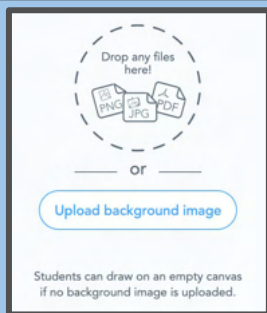 Drop any files
here!
PNG
JPG
PDF
or
Upload background image
Students can draw on an empty canvas
if no background image is uploaded.